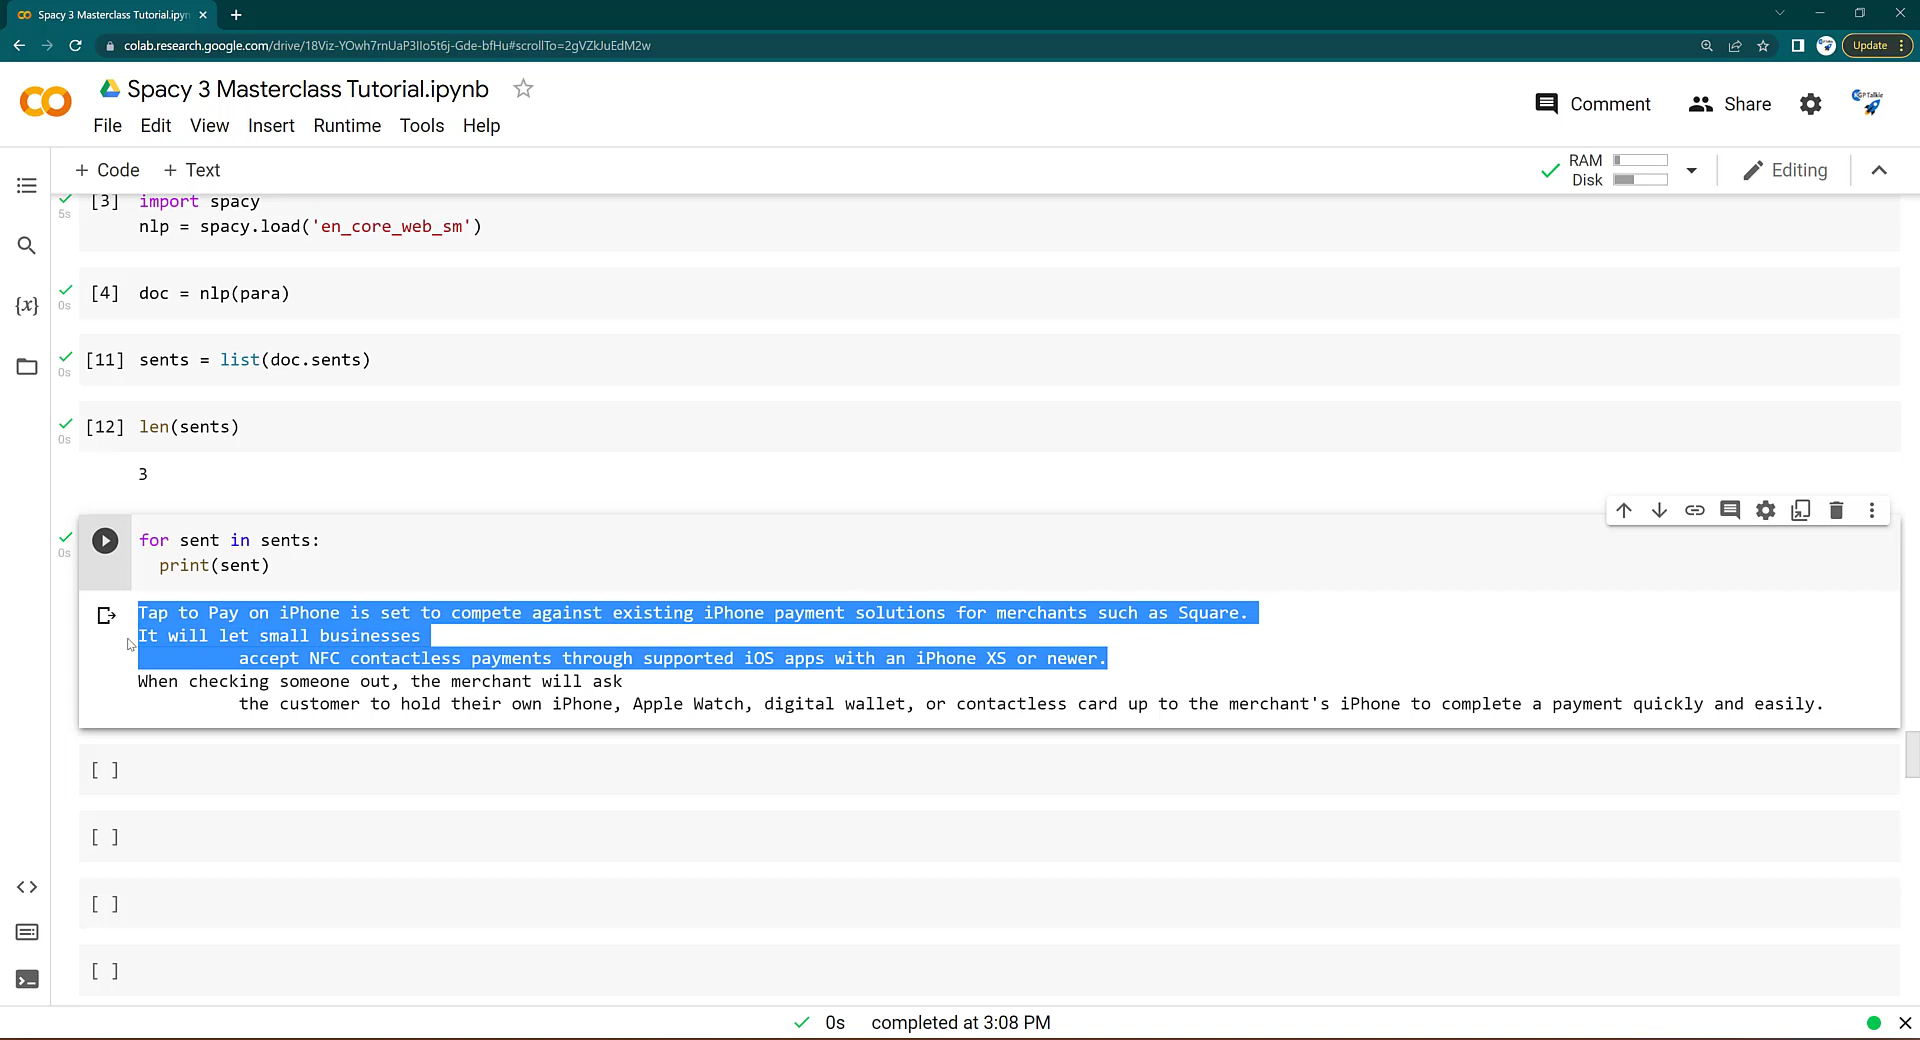 Spacy 3 Masterclass Tutorial.ipyn
colab.research.google.com/drive/18Viz-YOwh7rnUaP3IIo5t6j-Gde-bfHu#scrollTo=2gVZkJuEdM2w
Update
Spacy 3 Masterclass Tutorial.ipynb
File Edit View Insert Runtime Tools Help
Comment Share
KGP Talkie
+ Code + Text
RAM
Disk
Editing
5s
[3] import spacy
nlp = spacy.load('en_core_web_sm')
0s
[4] doc = nlp(para)
0s
[11] sents = list(doc.sents)
0s
[12] len(sents)
3
0s
for sent in sents:
print(sent)
Tap to Pay on iPhone is set to compete against existing iPhone payment solutions for merchants such as Square.
It will let small businesses
accept NFC contactless payments through supported iOS apps with an iPhone XS or newer.
When checking someone out, the merchant will ask
the customer to hold their own iPhone, Apple Watch, digital wallet, or contactless card up to the merchant's iPhone to complete a payment quickly and easily.
[ ]
[ ]
[ ]
[ ]
0s completed at 3:08 PM